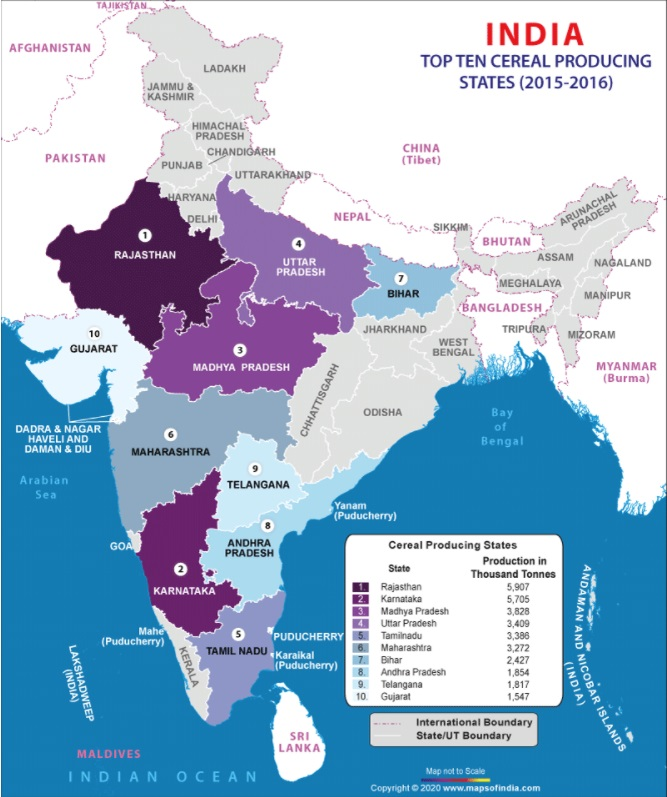 TAJIKISTAN
INDIA
TOP TEN CEREAL PRODUCING
STATES (2015-2016)
AFGHANISTAN
LADAKH
JAMMU &
KASHMIR
HIMACHAL
PRADESH
CHANDIGARH
CHINA
(Tibet)
PAKISTAN
PUNJAB
UTTARAKHAND
HARYANA
DELHI
NEPAL
SIKKIM
ARUNACHAL
PRADESH
BHUTAN
1
RAJASTHAN
4
UTTAR
PRADESH
ASSAM
NAGALAND
7
BIHAR
MEGHALAYA
MANIPUR
BANGLADESH
10
GUJARAT
JHARKHAND
TRIPURA
MIZORAM
3
MADHYA PRADESH
WEST
BENGAL
MYANMAR
(Burma)
CHHATTISGARH
ODISHA
DADRA & NAGAR
HAVELI AND
DAMAN & DIU
Bay
of
Bengal
6
MAHARASHTRA
Arabian
Sea
9
TELANGANA
Yanam
(Puducherry)
8
ANDHRA
PRADESH
GOA
2
KARNATAKA
Cereal Producing States
State
Production in
Thousand Tonnes
1 Rajasthan 5,907
2 Karnataka 5,705
3 Madhya Pradesh 3,828
4 Uttar Pradesh 3,409
5. Tamilnadu 3,386
6. Maharashtra 3,272
7. Bihar 2,427
8. Andhra Pradesh 1,854
9. Telangana 1,817
10. Gujarat 1,547
International Boundary
State/UT Boundary
ANDAMAN AND NICOBAR ISLANDS
(INDIA)
Mahe
(Puducherry)
5
TAMIL NADU
PUDUCHERRY
Karaikal
(Puducherry)
KERALA
LAKSHADWEEP
(INDIA)
SRI
LANKA
MALDIVES
INDIAN OCEAN
Map not to Scale
Copyright © 2020 www.mapsofindia.com